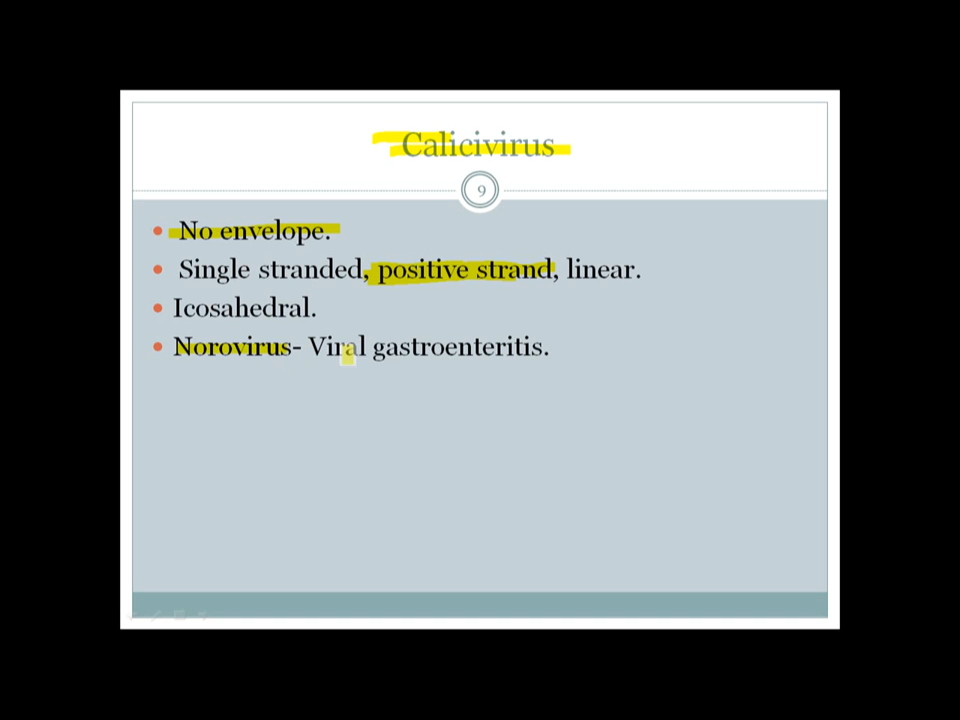 Calicivirus
9
• No envelope.
• Single stranded, positive strand, linear.
• Icosahedral.
• Norovirus- Viral gastroenteritis.